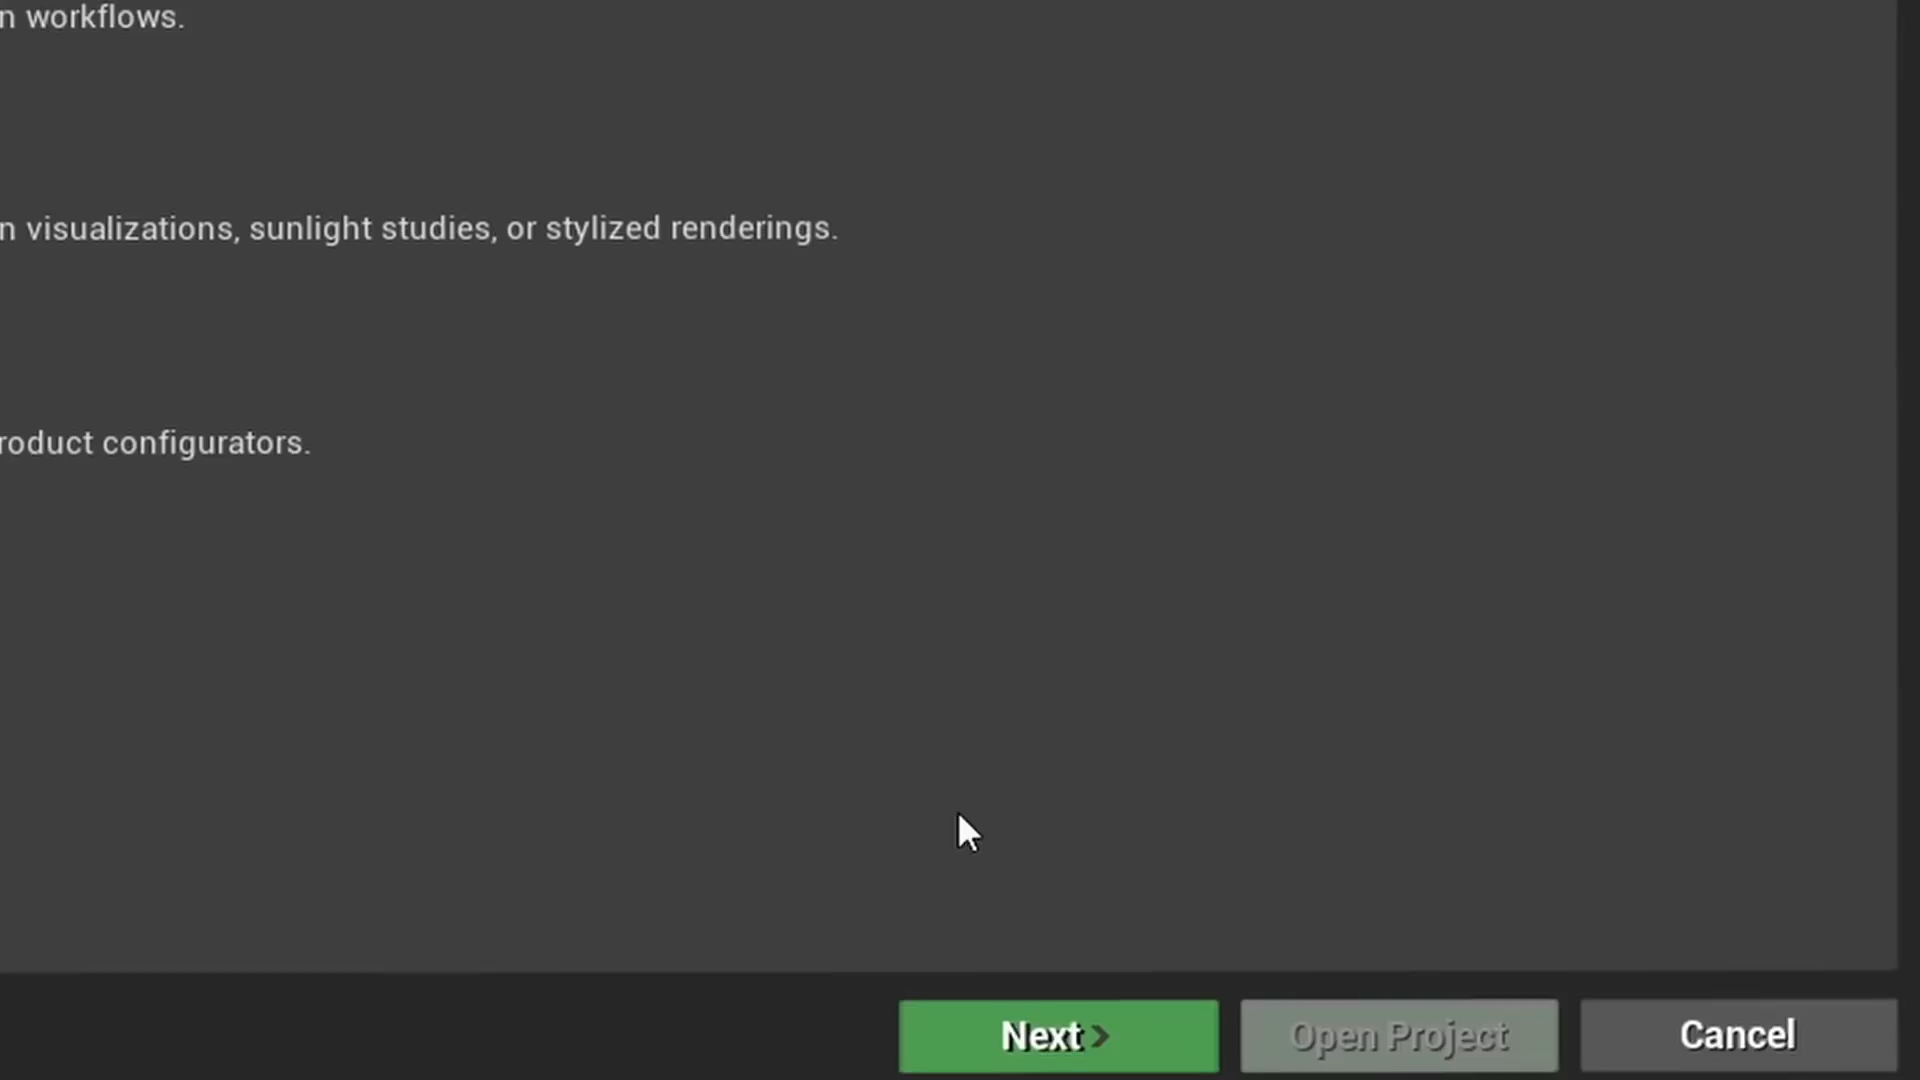 n workflows.
n visualizations, sunlight studies, or stylized renderings.
roduct configurators.
Next >
Open Project
Cancel